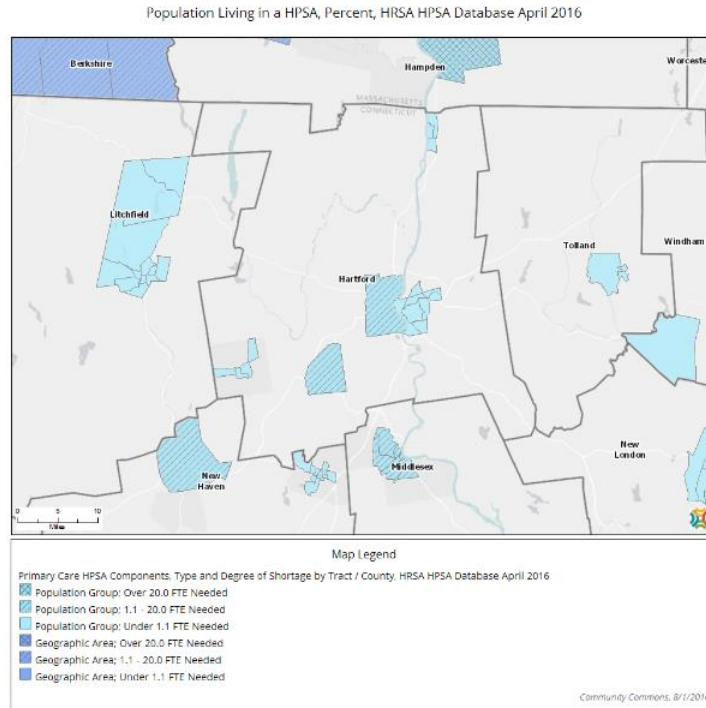 Population Living in a HPSA, Percent, HRSA HPSA Database April 2016
Berkshire
Hampden
Worceste
MASSACHUSETTS
CONNECTICUT
Litchfield
Tolland
Windham
Hartford
New
London
New
Haven
Middlesex
0 5 10
Miles
Map Legend
Primary Care HPSA Components, Type and Degree of Shortage by Tract / County, HRSA HPSA Database April 2016
Population Group; Over 20.0 FTE Needed
Population Group; 1.1 - 20.0 FTE Needed
Population Group; Under 1.1 FTE Needed
Geographic Area; Over 20.0 FTE Needed
Geographic Area; 1.1 - 20.0 FTE Needed
Geographic Area; Under 1.1 FTE Needed
Community Commons, 8/1/2016